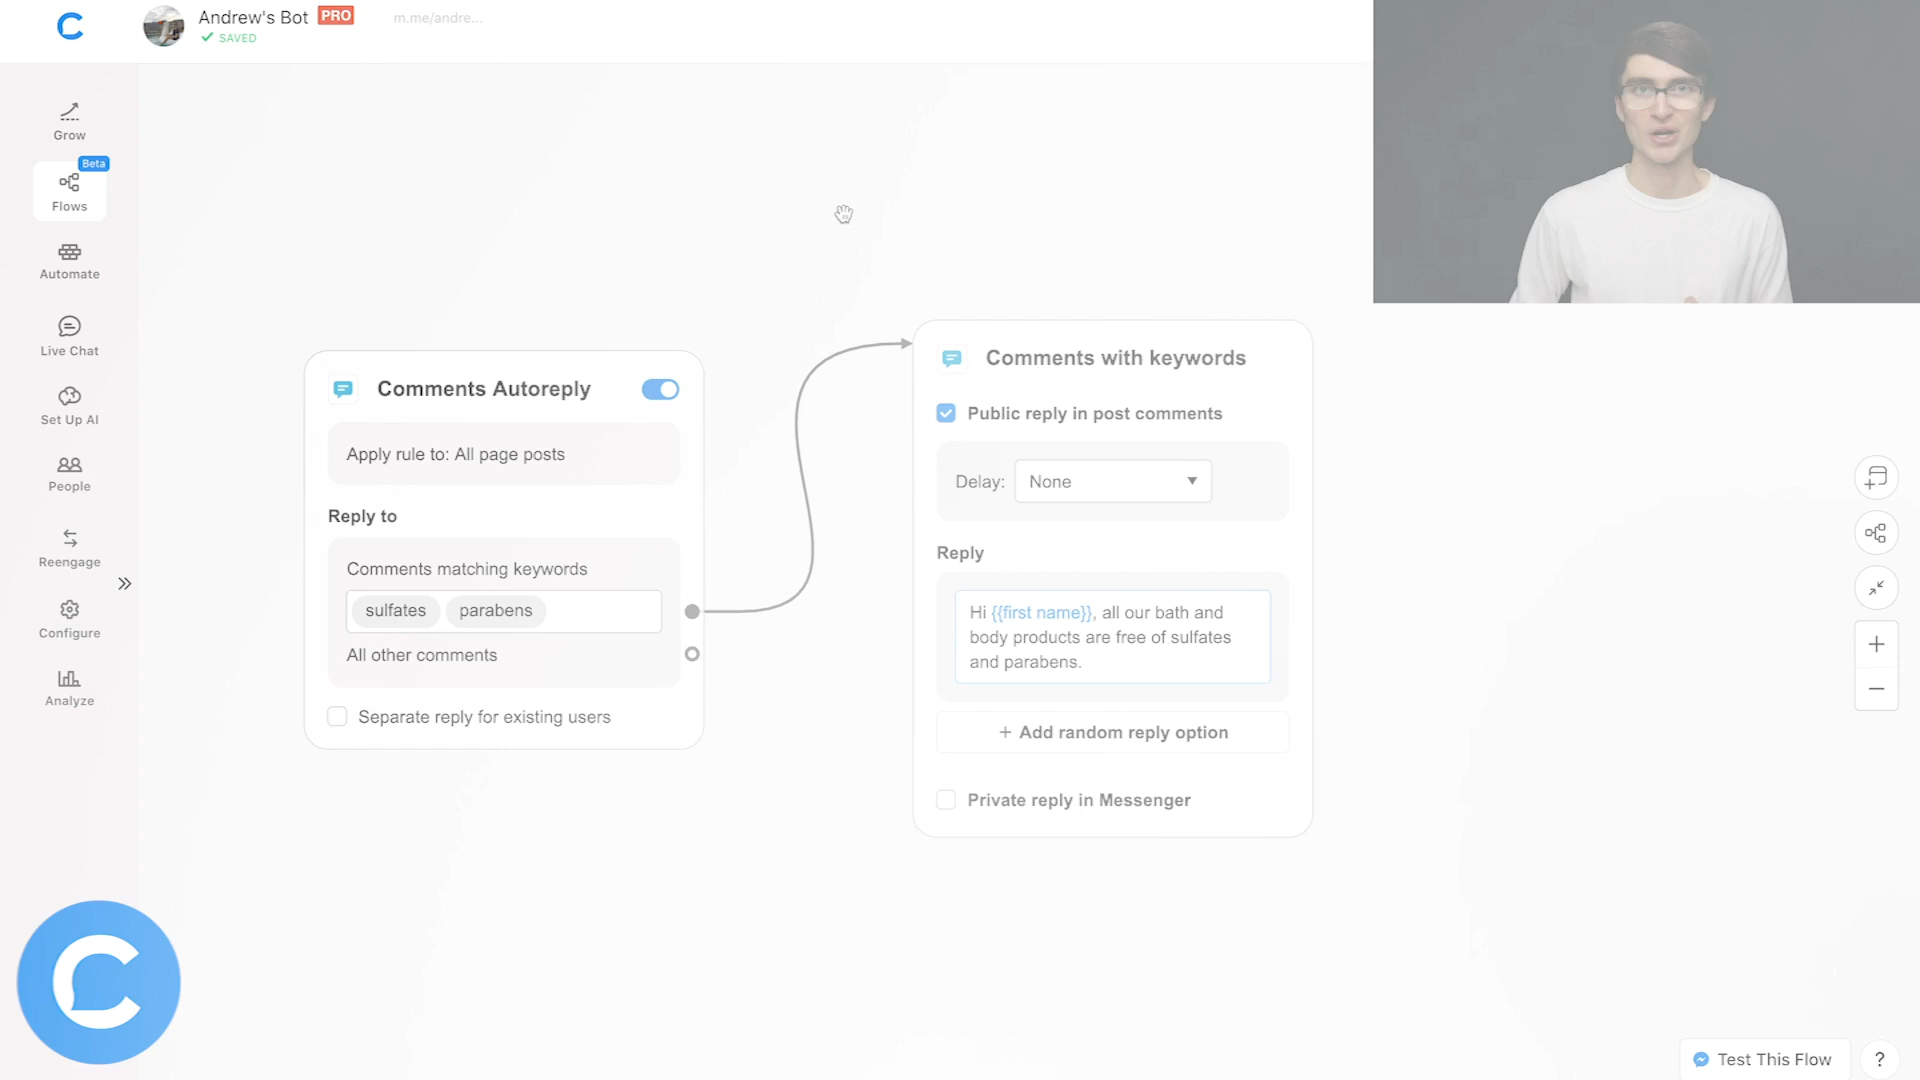 Andrew's Bot PRO
m.me/andre...
SAVED
Grow
Beta
Flows
Automate
Live Chat
Set Up AI
People
Reengage
Configure
Analyze
Comments Autoreply
Apply rule to: All page posts
Reply to
Comments matching keywords
sulfates parabens
All other comments
Separate reply for existing users
Comments with keywords
Public reply in post comments
Delay: None
Reply
Hi {{first name}}, all our bath and
body products are free of sulfates
and parabens.
+ Add random reply option
Private reply in Messenger
Test This Flow
?